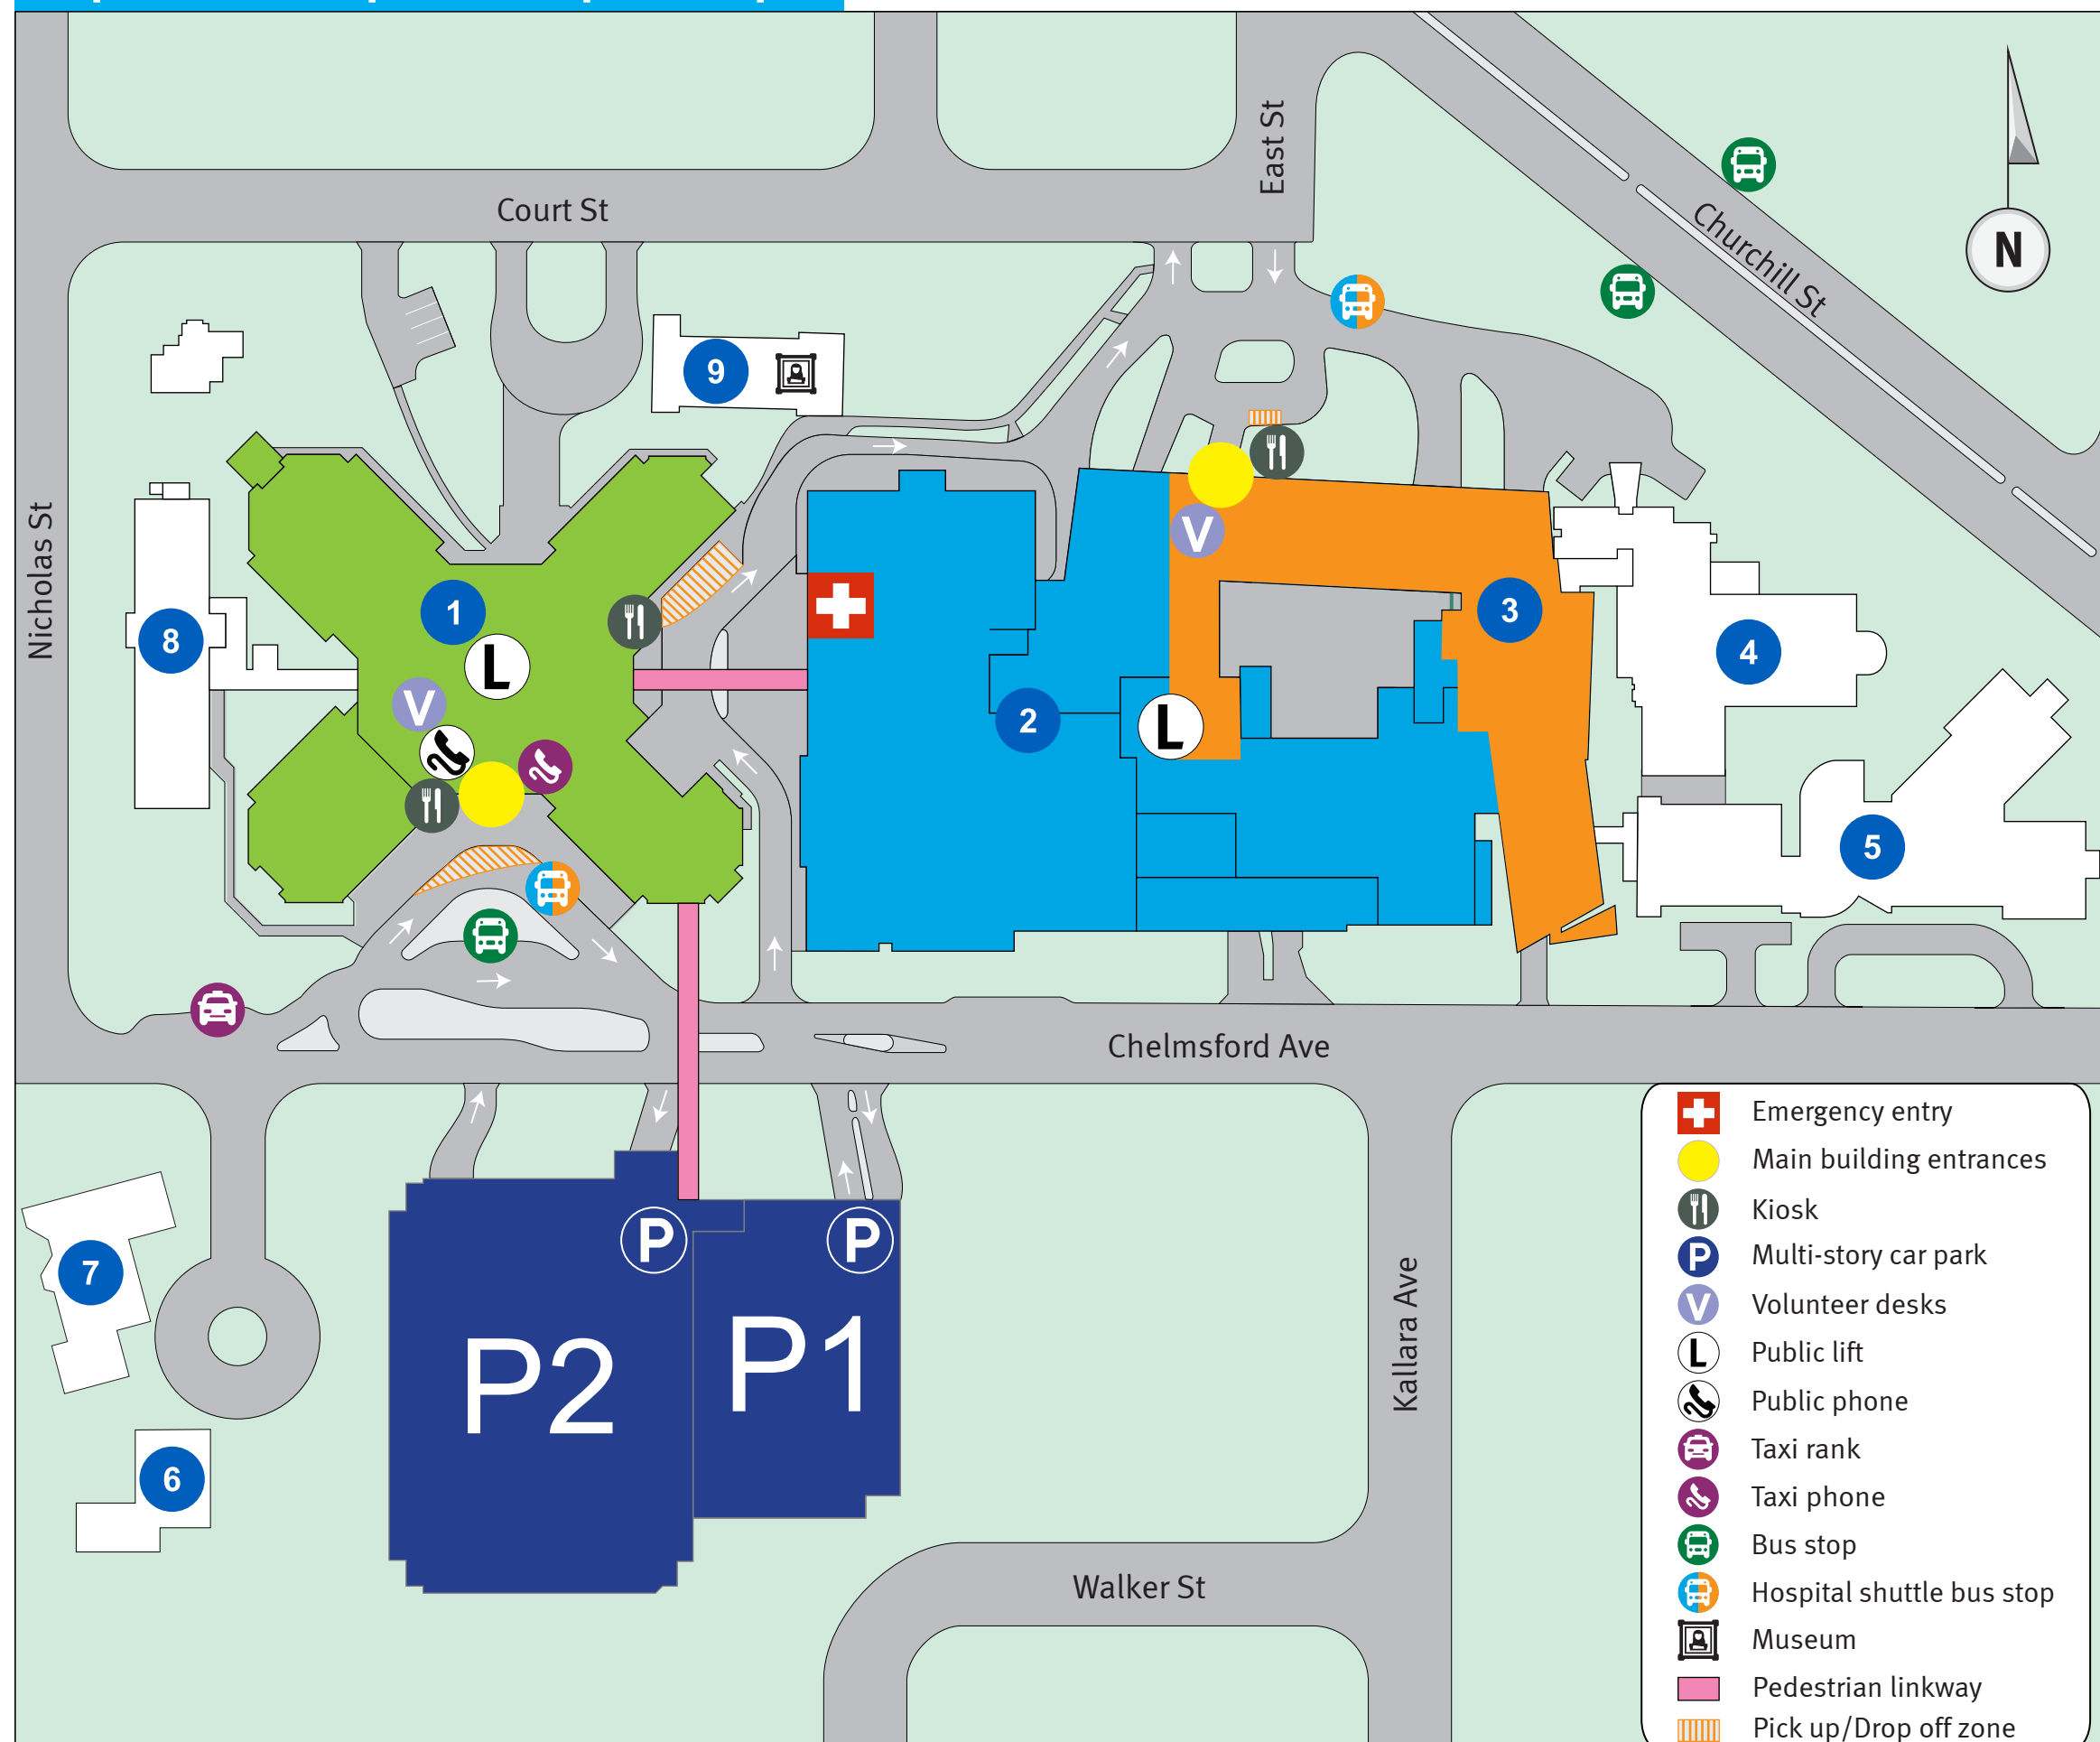 East St
Court St
Churchill St
N
9
Nicholas St
V
1
3
8
L
4
V
2
L
5
Chelmsford Ave
P
P
7
Kallara Ave
P1
P2
6
Walker St
Emergency entry
Main building entrances
Kiosk
P Multi-story car park
V Volunteer desks
L Public lift
Public phone
Taxi rank
Taxi phone
Bus stop
Hospital shuttle bus stop
Museum
Pedestrian linkway
Pick up/Drop off zone